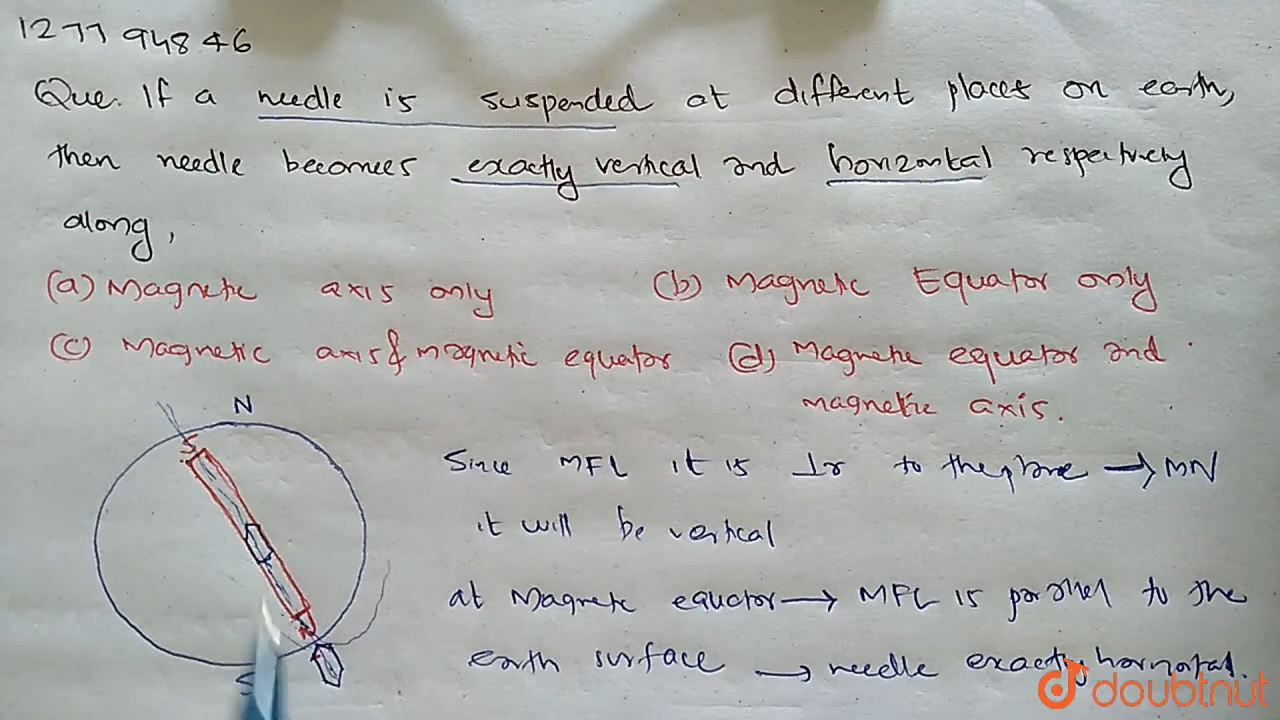 1277 94846
Que. If a needle is suspended at different places on earth,
then needle becomes exactly vertical and horizontal respectively
along,
(a) Magnetic axis only (b) Magnetic Equator only
(c) Magnetic axis & magnetic equator (d) Magnetic equator and
magnetic axis.
N
S
Since MFL it is ⊥r to the plane → MN
it will be vertical
at Magnetic equator → MFL is parallel to the
earth surface → needle exactly horizontal.
N
S
doubtnut